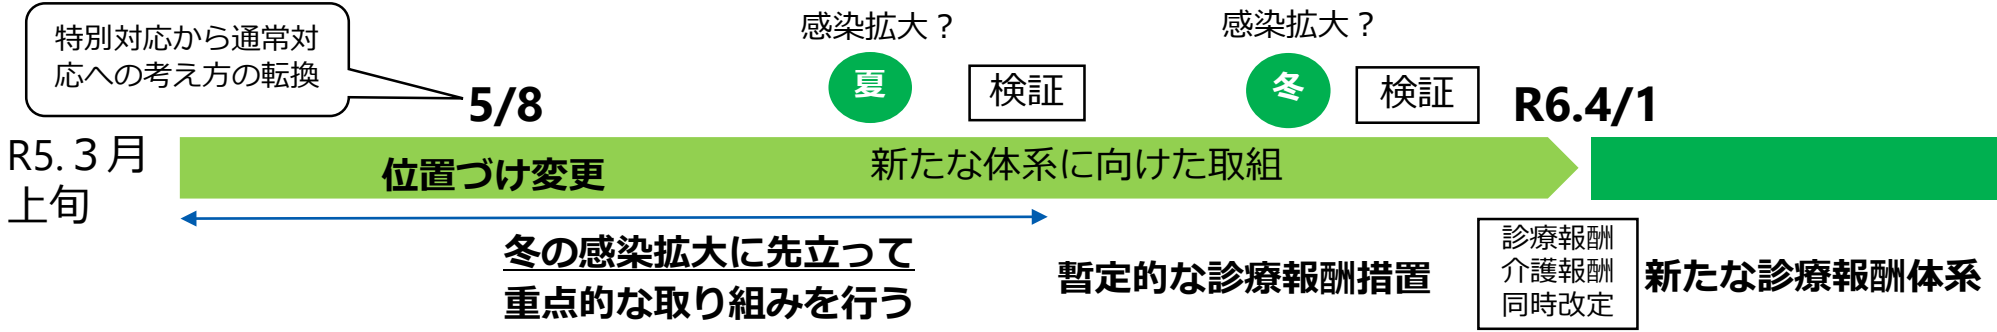 特別対応から通常対
応への考え方の転換
5/8
感染拡大？
夏
検証
感染拡大？
冬
検証
R6.4/1
R5.３月
上旬
位置づけ変更
新たな体系に向けた取組
冬の感染拡大に先立って
重点的な取り組みを行う
暫定的な診療報酬措置
診療報酬
介護報酬
同時改定
新たな診療報酬体系